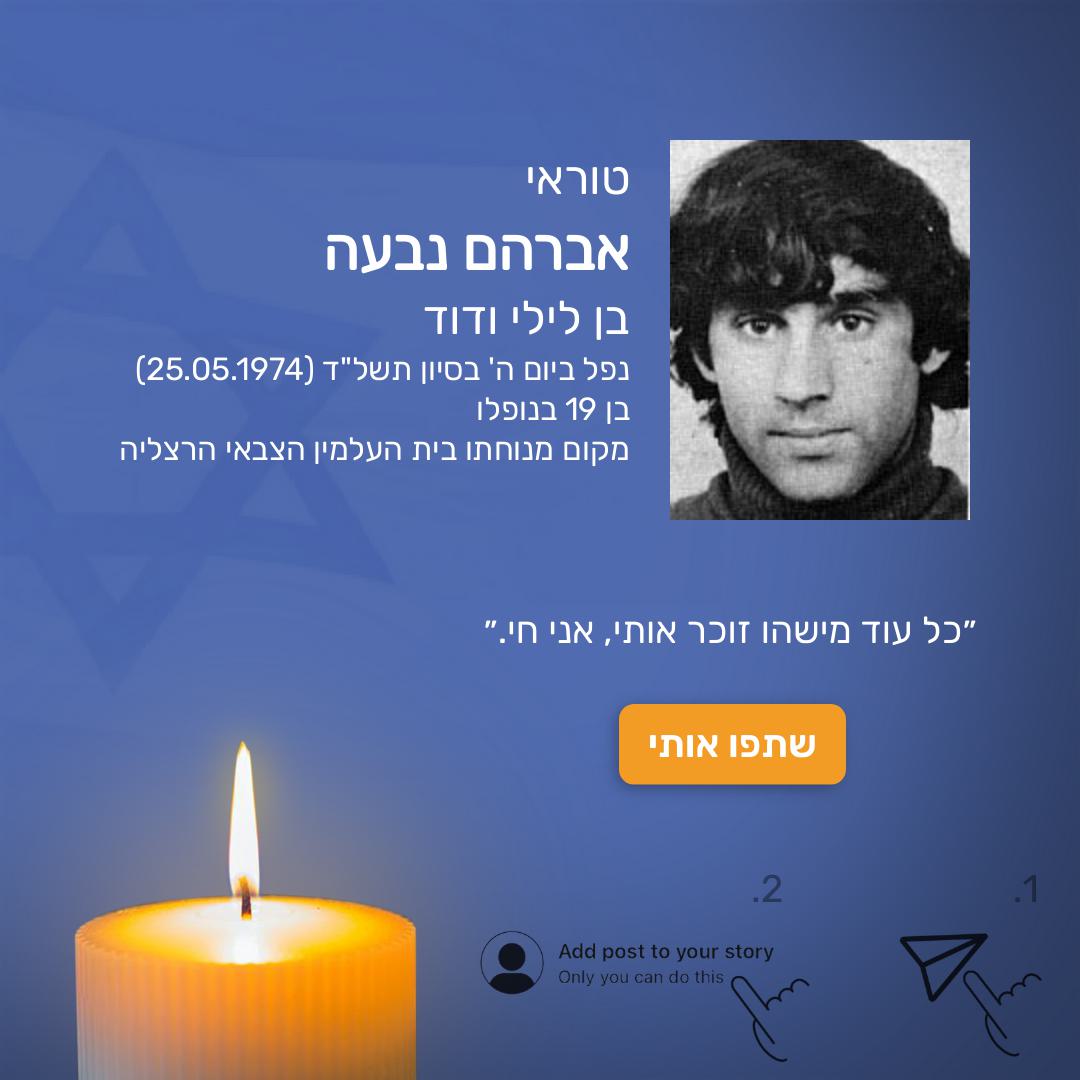 טוראי
אברהם נבעה
בן לילי ודוד
נפל ביום ה' בסיון תשל"ד (25.05.1974)
בן 19 בנופלו
מקום מנוחתו בית העלמין הצבאי הרצליה
״כל עוד מישהו זוכר אותי, אני חי.״
שתפו אותי
.1
.2
Add post to your story
Only you can do this